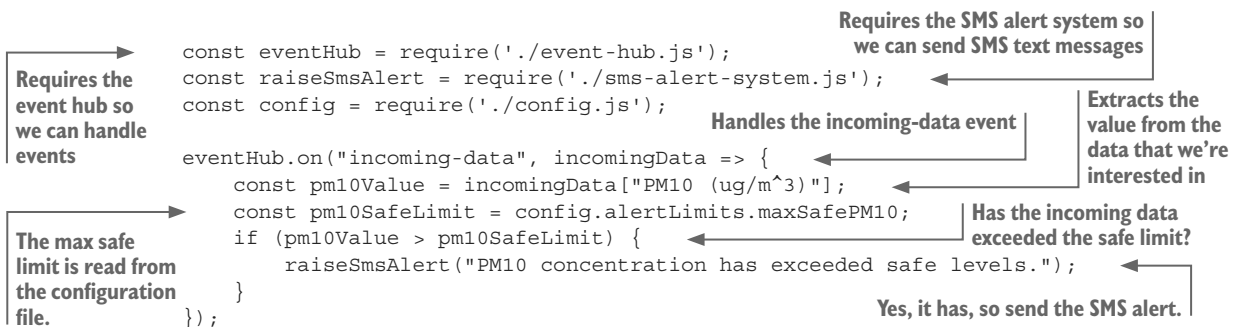 Requires the SMS alert system so
we can send SMS text messages
const eventHub = require('./event-hub.js');
const raiseSmsAlert = require('./sms-alert-system.js');
const config = require('./config.js');
Requires the
event hub so
we can handle
events
Handles the incoming-data event
Extracts the
value from the
data that we're
interested in
eventHub.on("incoming-data", incomingData => {
const pm10Value = incomingData["PM10 (ug/m^3)"];
const pm10SafeLimit = config.alertLimits.maxSafePM10;
if (pm10Value > pm10SafeLimit) {
raiseSmsAlert("PM10 concentration has exceeded safe levels.");
}
});
The max safe
limit is read from
the configuration
file.
Has the incoming data
exceeded the safe limit?
Yes, it has, so send the SMS alert.